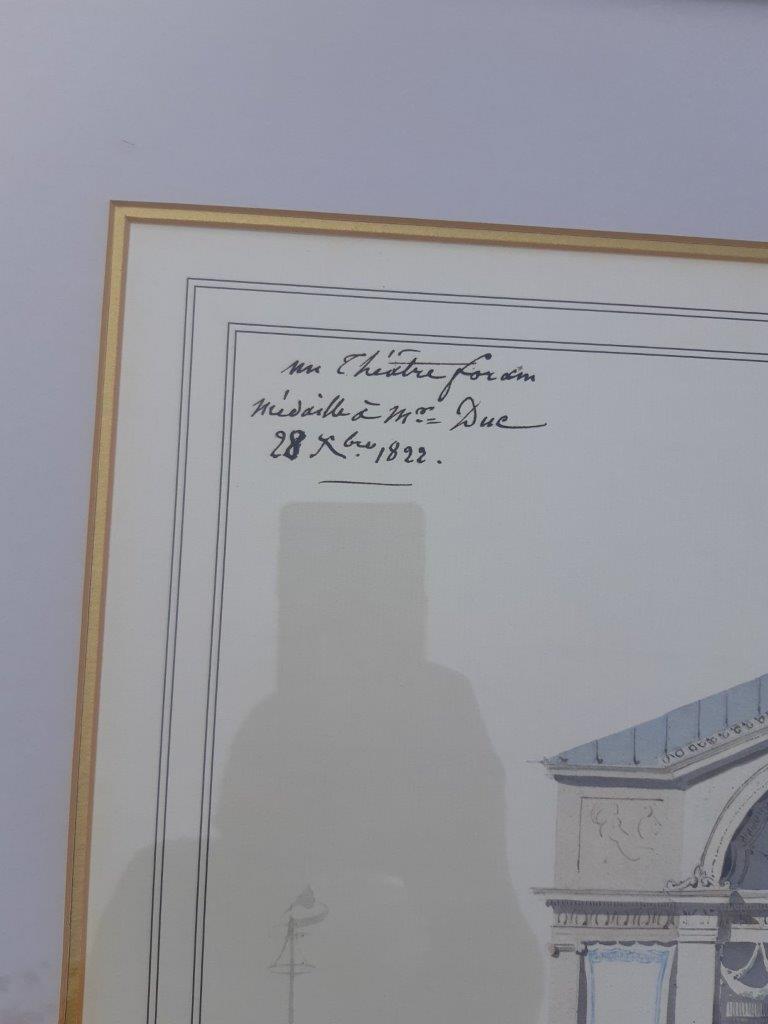 un Théâtre forain
médaille à Mr. Duc
28 Xbre 1822.